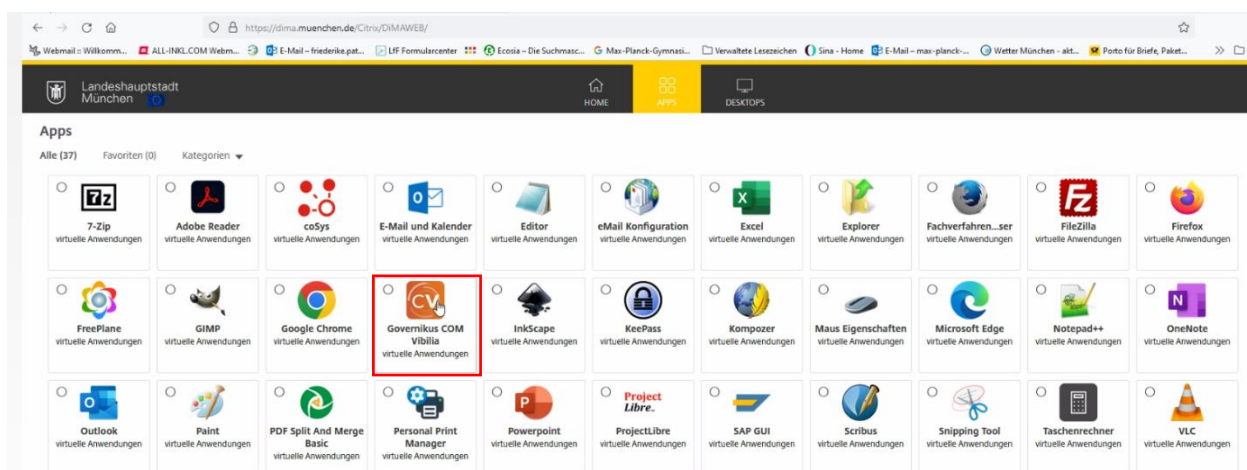 https://dima.muenchen.de/Citrix/DiMAWEB/
Webmail :: Willkomm... ALL-INKL.COM Webm... E-Mail – friederike.pat... LfF Formularcenter Ecosia – Die Suchmasc... Max-Planck-Gymnasi... Verwaltete Lesezeichen Sina - Home E-Mail – max-planck-... Wetter München - akt... Porto für Briefe, Paket...
Landeshauptstadt
München
HOME APPS DESKTOPS
Apps
Alle (37) Favoriten (0) Kategorien
7z
X
FZ
7-Zip Adobe Reader coSys E-Mail und Kalender Editor eMail Konfiguration Excel Explorer Fachverfahren...ser FileZilla Firefox
virtuelle Anwendungen virtuelle Anwendungen virtuelle Anwendungen virtuelle Anwendungen virtuelle Anwendungen virtuelle Anwendungen virtuelle Anwendungen virtuelle Anwendungen virtuelle Anwendungen virtuelle Anwendungen virtuelle Anwendungen
CV
N
FreePlane GIMP Google Chrome Governikus COM InkScape KeePass Kompozer Maus Eigenschaften Microsoft Edge Notepad++ OneNote
Vibilia
virtuelle Anwendungen virtuelle Anwendungen virtuelle Anwendungen virtuelle Anwendungen virtuelle Anwendungen virtuelle Anwendungen virtuelle Anwendungen virtuelle Anwendungen virtuelle Anwendungen virtuelle Anwendungen virtuelle Anwendungen
P
Project
Libre.
Outlook Paint PDF Split And Merge Personal Print Powerpoint ProjectLibre SAP GUI Scribus Snipping Tool Taschenrechner VLC
Basic Manager
virtuelle Anwendungen virtuelle Anwendungen virtuelle Anwendungen virtuelle Anwendungen virtuelle Anwendungen virtuelle Anwendungen virtuelle Anwendungen virtuelle Anwendungen virtuelle Anwendungen virtuelle Anwendungen virtuelle Anwendungen